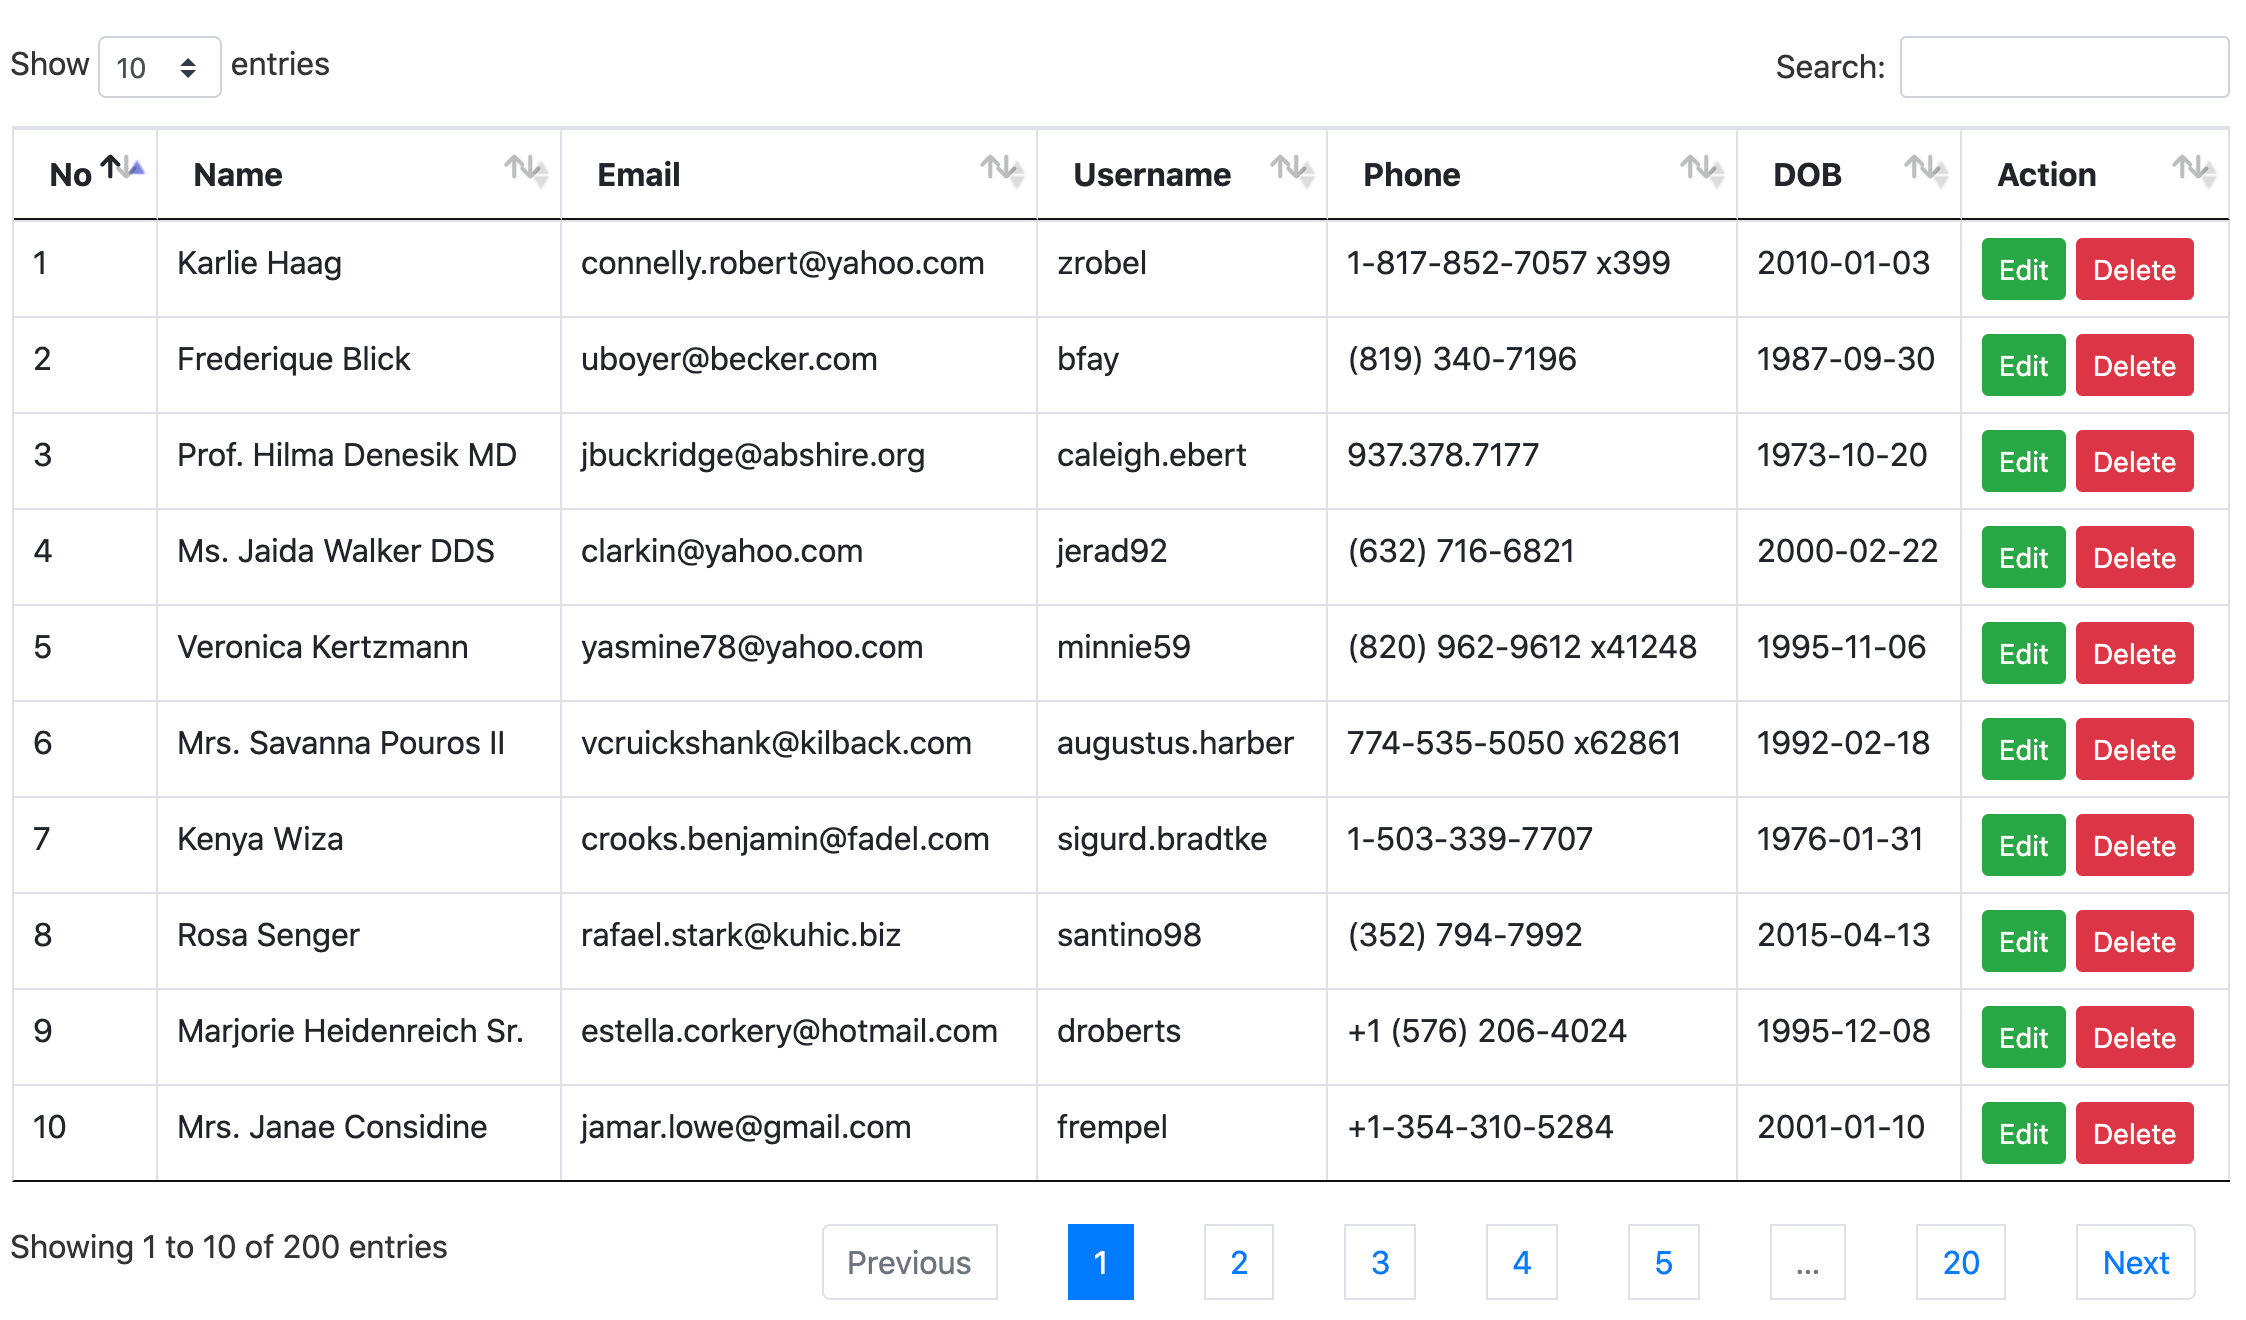 Show 10 entries Search:
No Name Email Username Phone DOB Action
1 Karlie Haag connelly.robert@yahoo.com zrobel 1-817-852-7057 x399 2010-01-03 Edit Delete
2 Frederique Blick uboyer@becker.com bfay (819) 340-7196 1987-09-30 Edit Delete
3 Prof. Hilma Denesik MD jbuckridge@abshire.org caleigh.ebert 937.378.7177 1973-10-20 Edit Delete
4 Ms. Jaida Walker DDS clarkin@yahoo.com jerad92 (632) 716-6821 2000-02-22 Edit Delete
5 Veronica Kertzmann yasmine78@yahoo.com minnie59 (820) 962-9612 x41248 1995-11-06 Edit Delete
6 Mrs. Savanna Pouros II vcruickshank@kilback.com augustus.harber 774-535-5050 x62861 1992-02-18 Edit Delete
7 Kenya Wiza crooks.benjamin@fadel.com sigurd.bradtke 1-503-339-7707 1976-01-31 Edit Delete
8 Rosa Senger rafael.stark@kuhic.biz santino98 (352) 794-7992 2015-04-13 Edit Delete
9 Marjorie Heidenreich Sr. estella.corkery@hotmail.com droberts +1 (576) 206-4024 1995-12-08 Edit Delete
10 Mrs. Janae Considine jamar.lowe@gmail.com frempel +1-354-310-5284 2001-01-10 Edit Delete
Showing 1 to 10 of 200 entries Previous 1 2 3 4 5 ... 20 Next